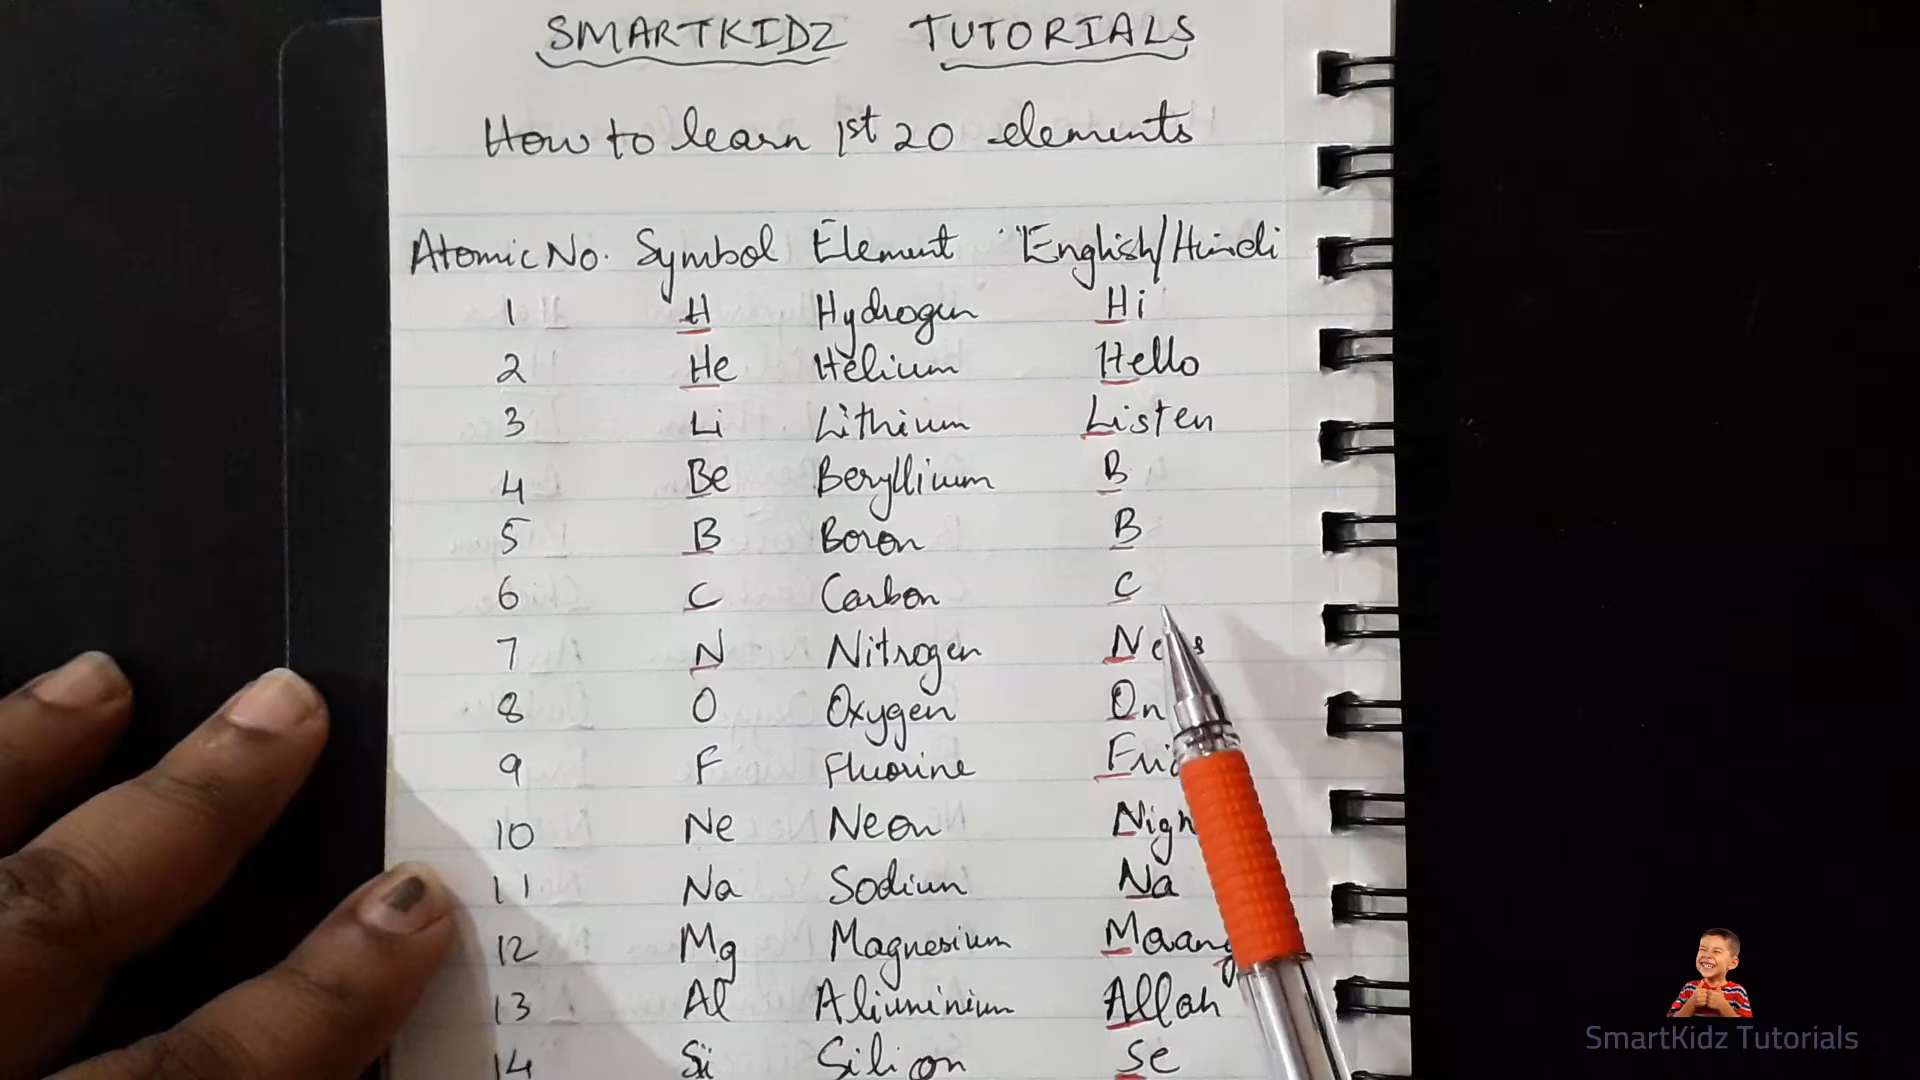 SMARTKIDZ TUTORIALS
How to learn 1st 20 elements
Atomic No. Symbol Element English/Hindi
1 H Hydrogen Hi
2 He Helium Hello
3 Li Lithium Listen
4 Be Beryllium B
5 B Boron B
6 C Carbon C
7 N Nitrogen
8 O Oxygen On
9 F Fluorine
10 Ne Neon
11 Na Sodium Na
12 Mg Magnesium Maang
13 Al Aliuminium Allah
14 Si Silicon Se
SmartKidz Tutorials